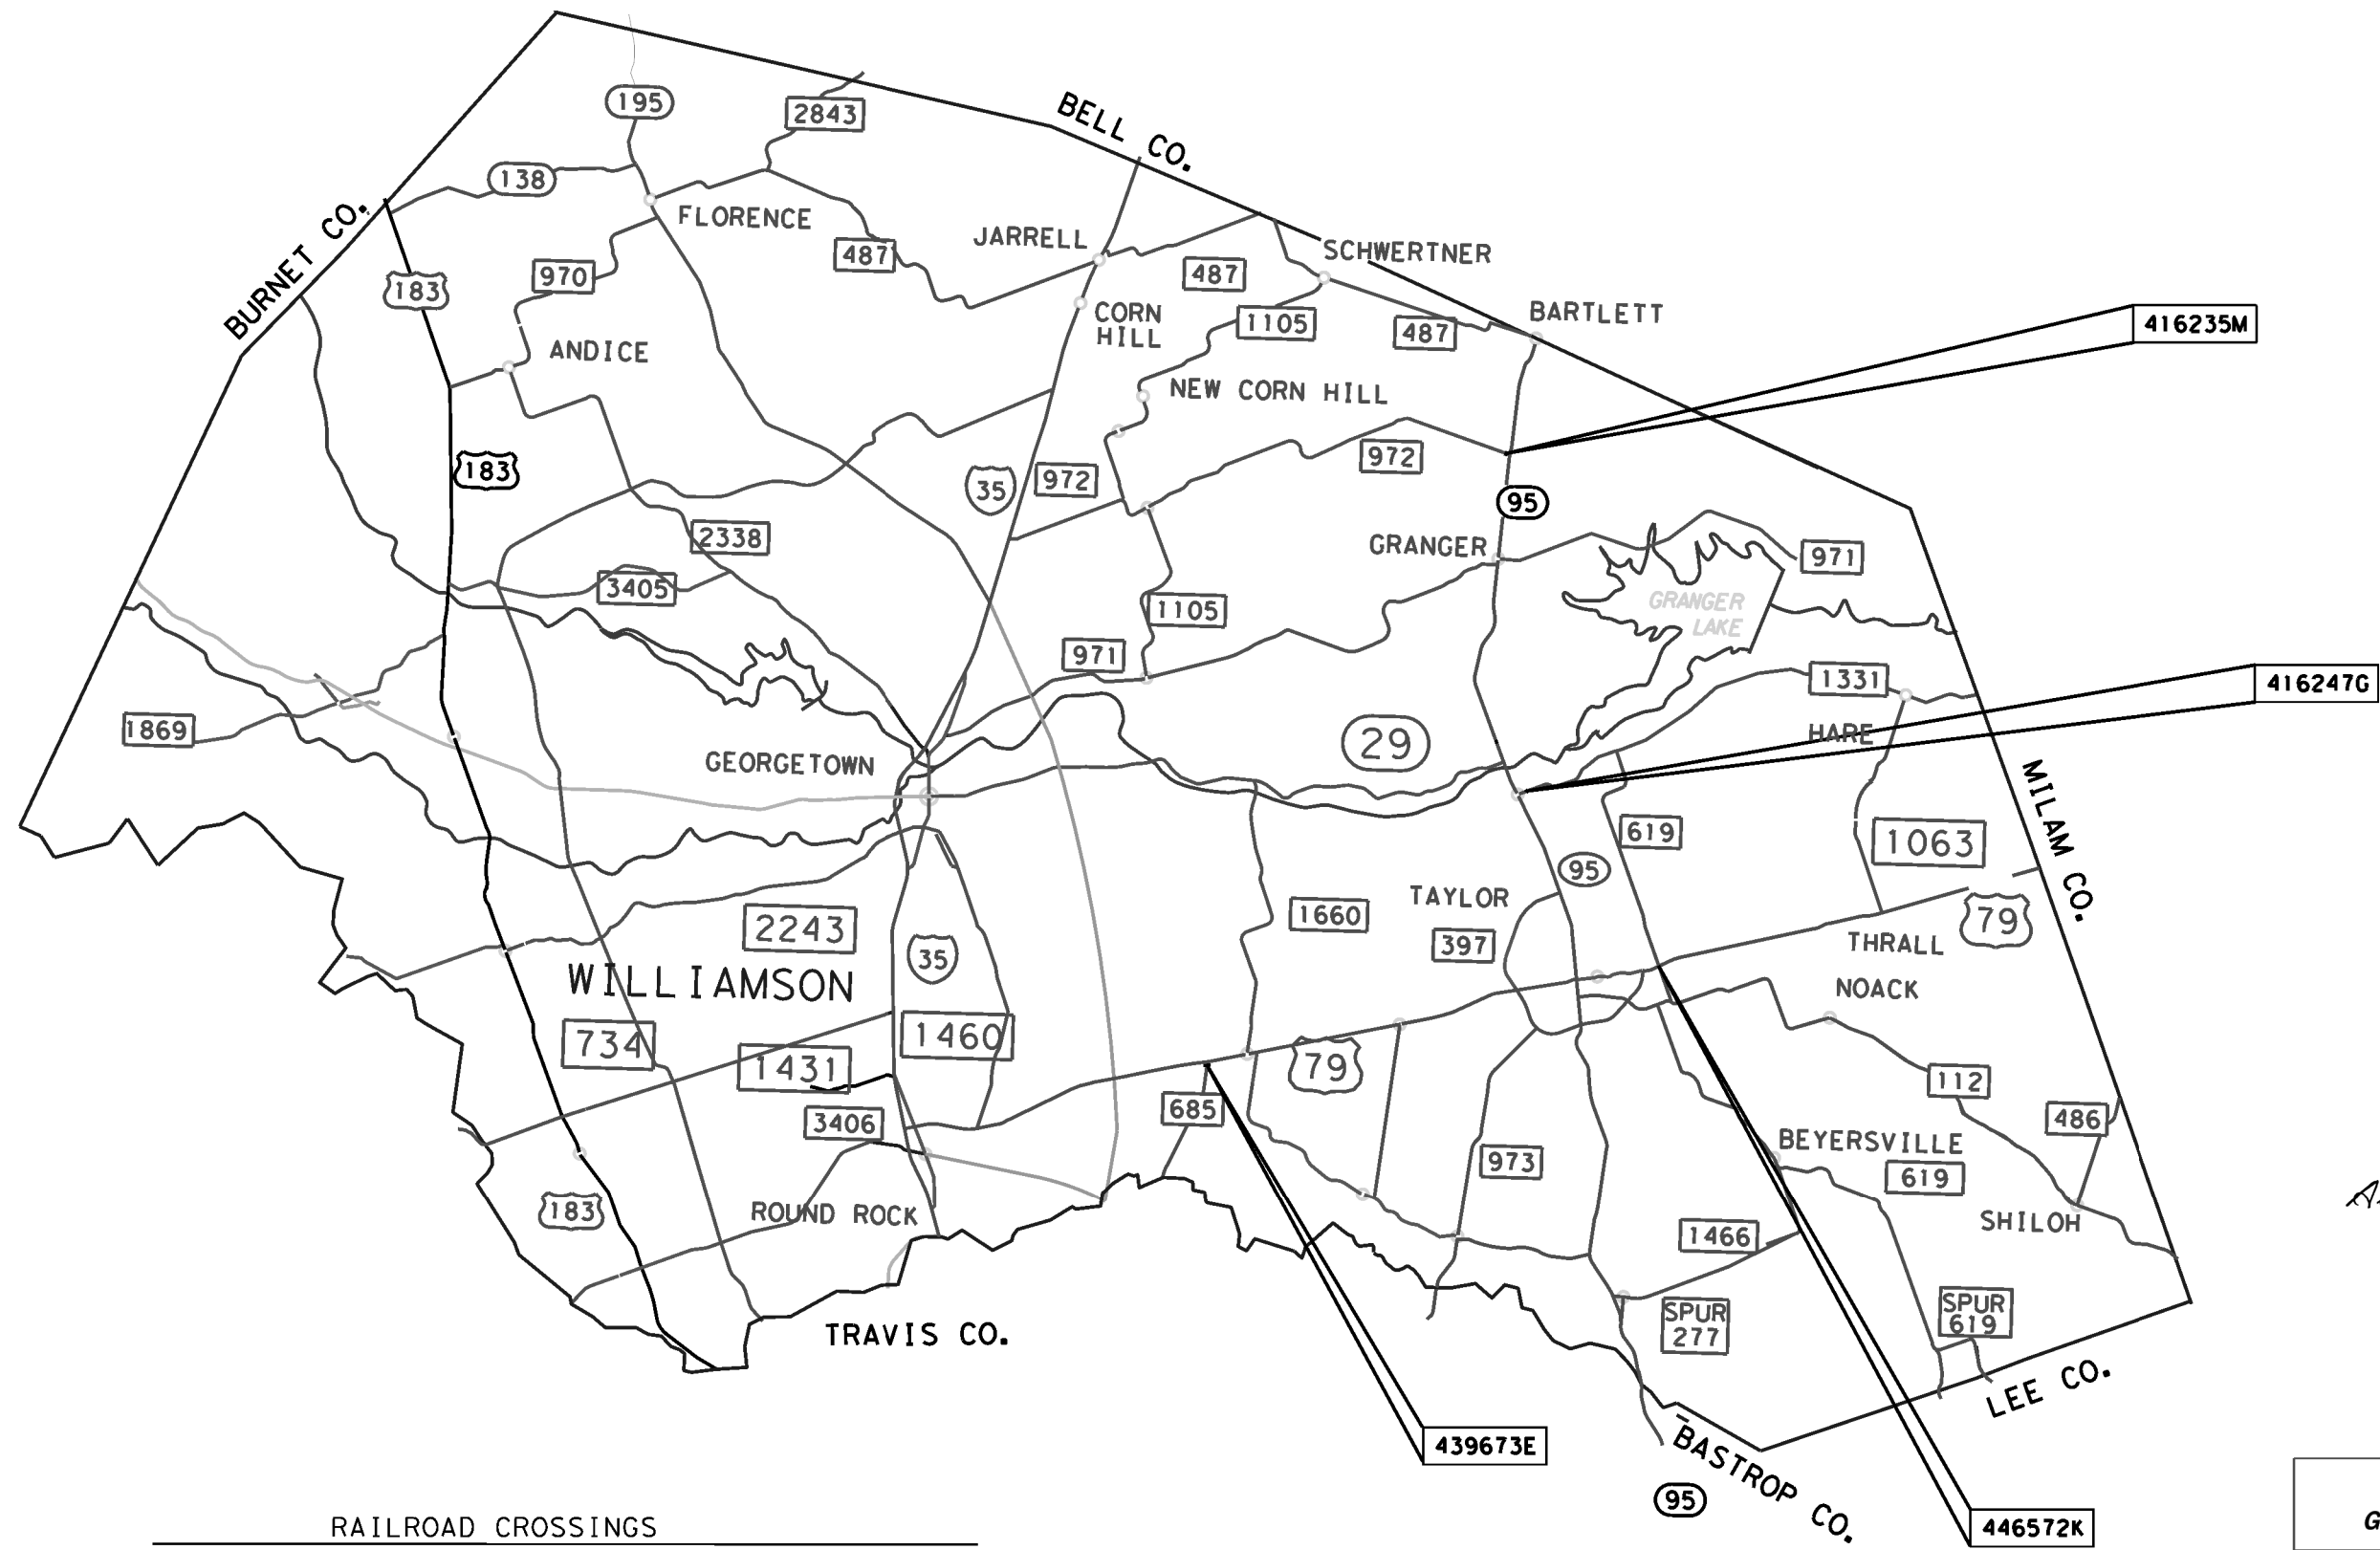 195
2843
BELL CO.
138
BURNET CO.
FLORENCE
JARRELL
487
SCHWERTNER
970
183
487
CORN
HILL
1105
487
BARTLETT
416235M
ANDICE
NEW CORN HILL
183
972
35
972
95
2338
GRANGER
971
3405
GRANGER
LAKE
1105
971
1331
416247G
1869
HARE
29
GEORGETOWN
MILAM CO.
619
1063
95
TAYLOR
1660
397
79
2243
35
THRALL
WILLIAMSON
NOACK
734
1460
1431
79
112
685
3406
486
BEYERSVILLE
973
619
183
ROUND ROCK
SHILOH
1466
SPUR
277
SPUR
619
TRAVIS CO.
LEE CO.
439673E
BASTROP CO.
95
446572K
RAILROAD CROSSINGS